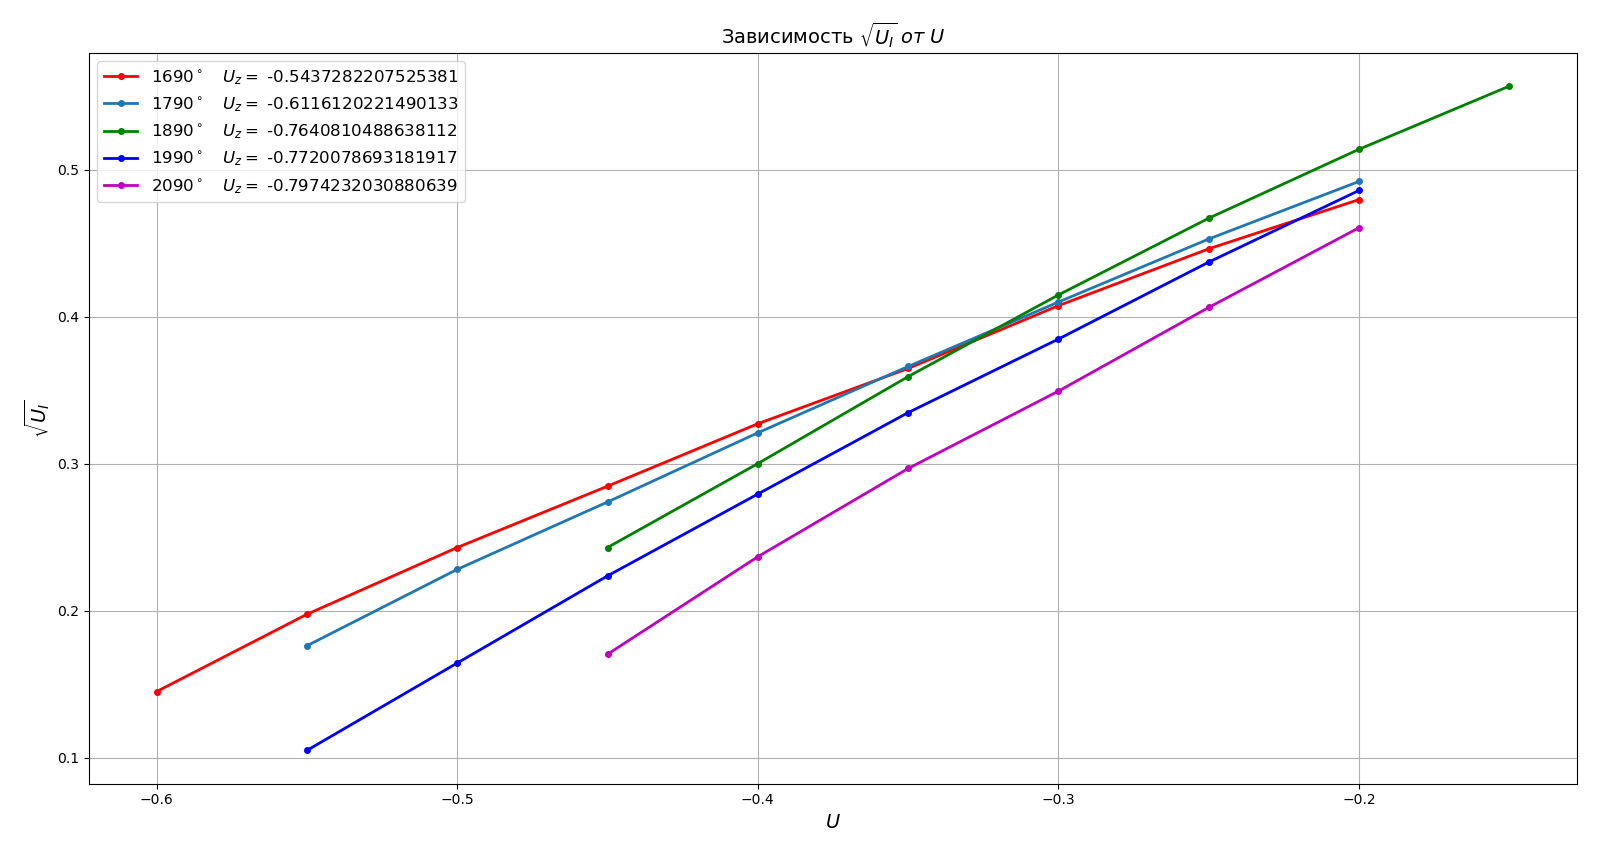 Зависимость √U_I от U
1690° U_z = -0.5437282207525381
1790° U_z = -0.6116120221490133
1890° U_z = -0.7640810488638112
1990° U_z = -0.7720078693181917
2090° U_z = -0.7974232030880639
0.5
0.4
0.3
0.2
0.1
√U_I
−0.6 −0.5 −0.4 −0.3 −0.2
U